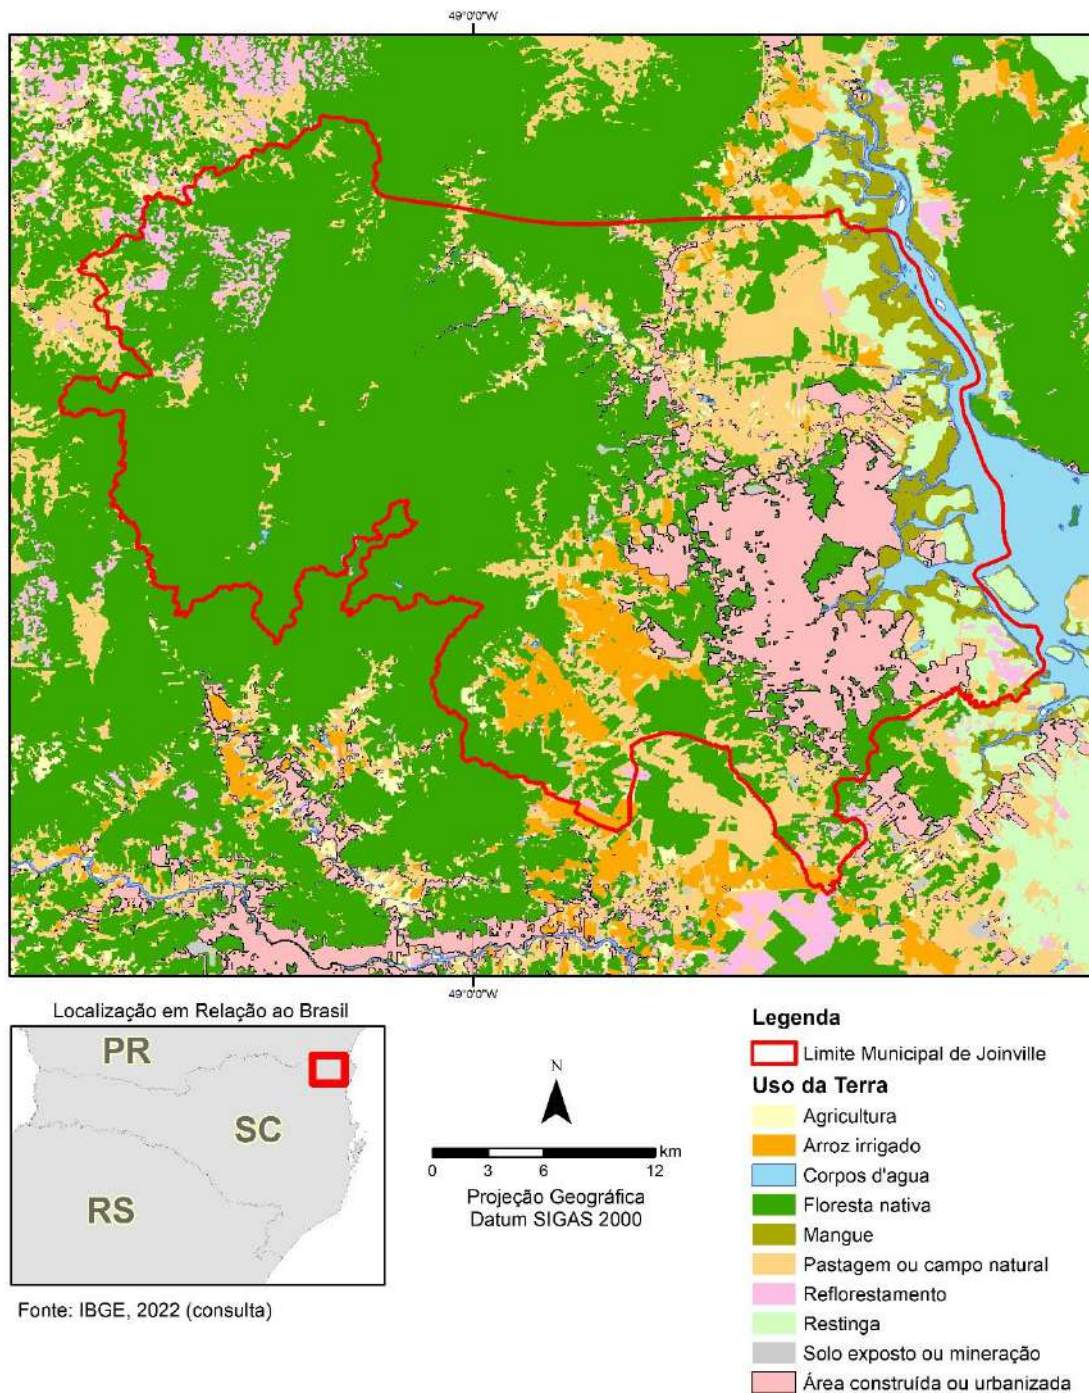 49°0'0"W
49°0'0"W
Localização em Relação ao Brasil
PR
SC
RS
Fonte: IBGE, 2022 (consulta)
N
km
0 3 6 12
Projeção Geográfica
Datum SIGAS 2000
Legenda
Limite Municipal de Joinville
Uso da Terra
Agricultura
Arroz irrigado
Corpos d'agua
Floresta nativa
Mangue
Pastagem ou campo natural
Reflorestamento
Restinga
Solo exposto ou mineração
Área construída ou urbanizada